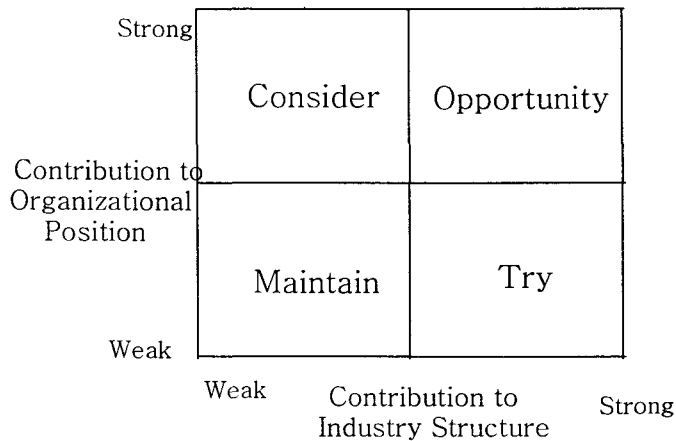 Strong
Consider
Opportunity
Contribution to
Organizational
Position
Maintain
Try
Weak
Weak
Contribution to
Industry Structure
Strong